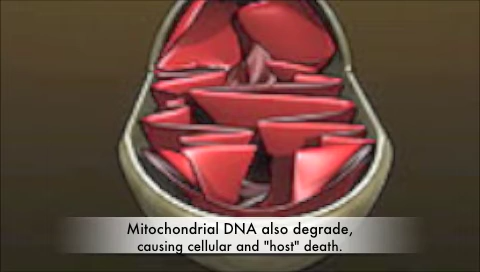 Mitochondrial DNA also degrade,
causing cellular and "host" death.